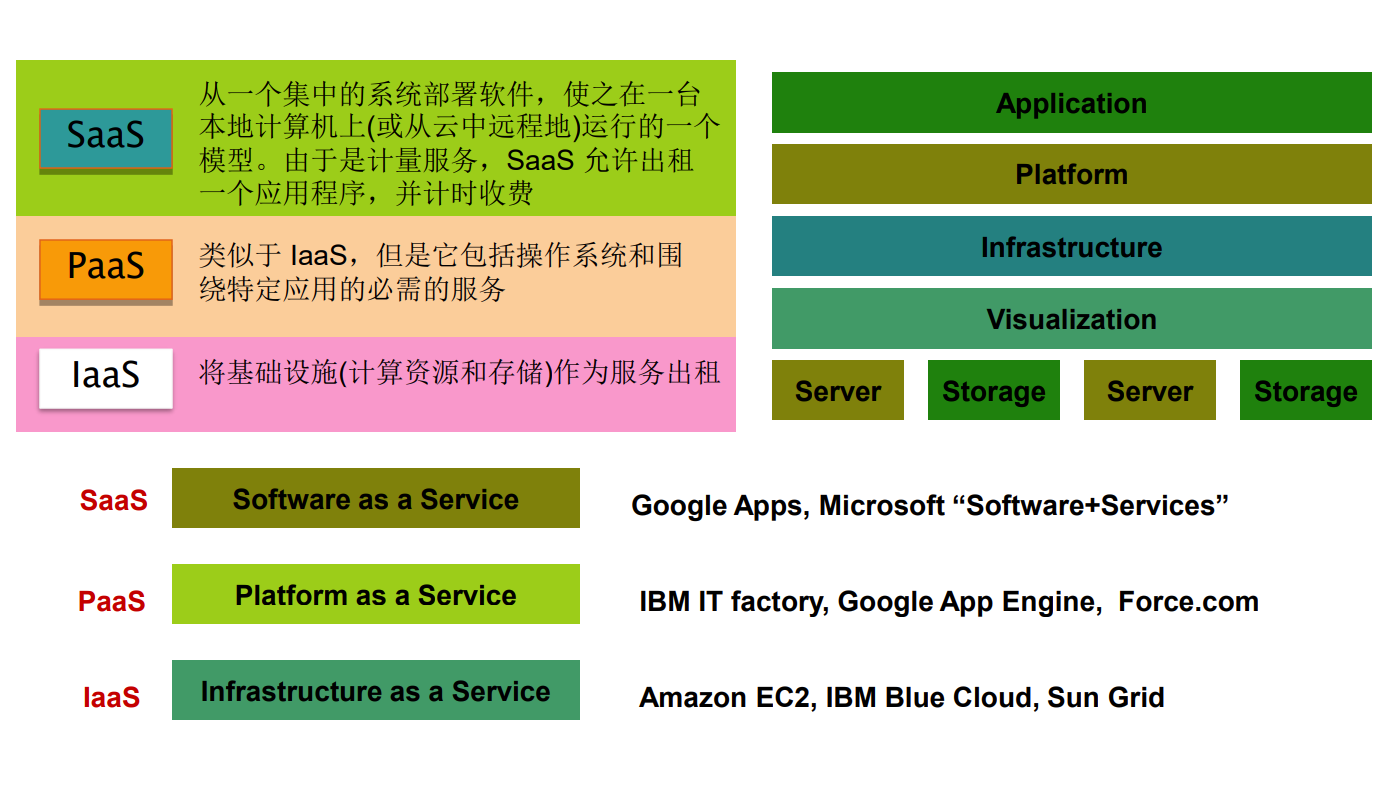 SaaS
从一个集中的系统部署软件，使之在一台
本地计算机上(或从云中远程地)运行的一个
模型。由于是计量服务，SaaS 允许出租
一个应用程序，并计时收费
PaaS
类似于 IaaS，但是它包括操作系统和围
绕特定应用的必需的服务
IaaS
将基础设施(计算资源和存储)作为服务出租
Application
Platform
Infrastructure
Visualization
Server Storage Server Storage
SaaS Software as a Service Google Apps, Microsoft “Software+Services”
PaaS Platform as a Service IBM IT factory, Google App Engine, Force.com
IaaS Infrastructure as a Service Amazon EC2, IBM Blue Cloud, Sun Grid